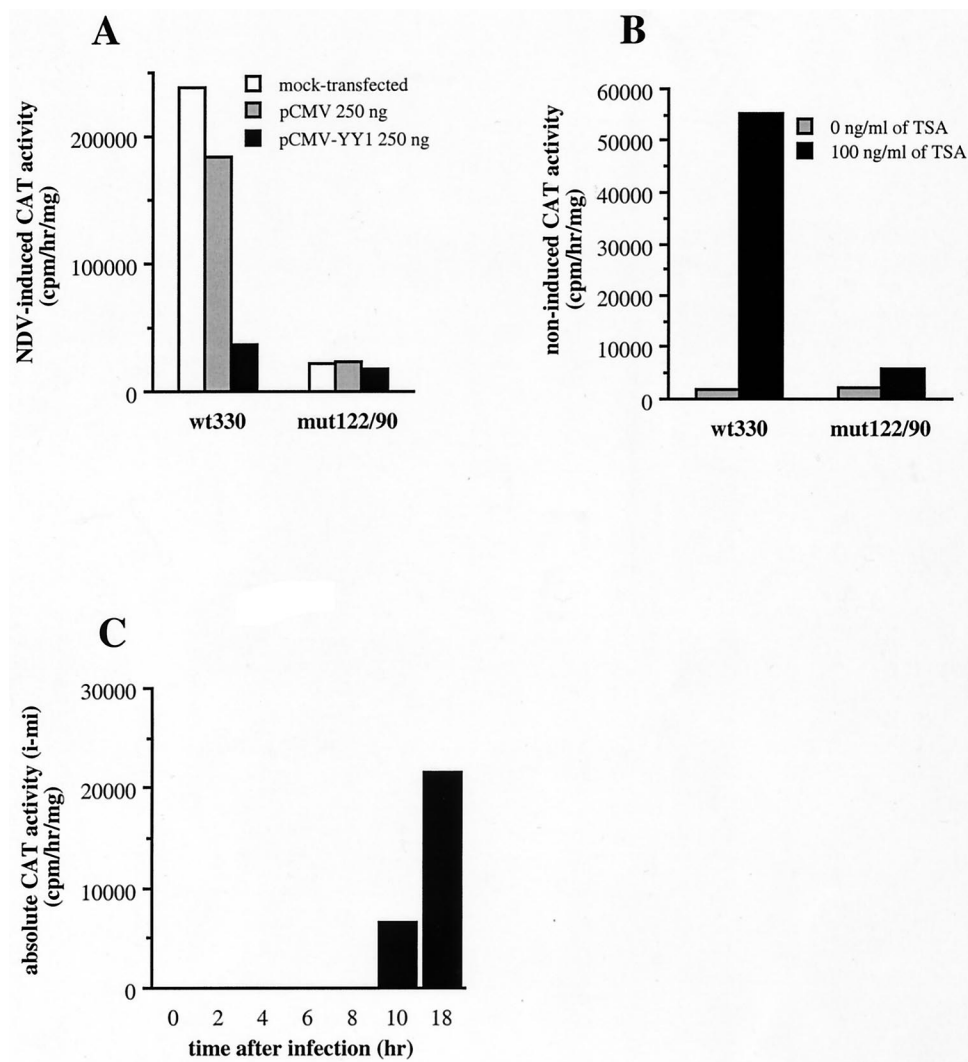 A
NDV-induced CAT activity
(cpm/hr/mg)
200000
100000
0
mock-transfected
pCMV 250 ng
pCMV-YY1 250 ng
wt330
mut122/90
B
non-induced CAT activity
(cpm/hr/mg)
60000
50000
40000
30000
20000
10000
0
0 ng/ml of TSA
100 ng/ml of TSA
wt330
mut122/90
C
absolute CAT activity (i-mi)
(cpm/hr/mg)
30000
20000
10000
0
0 2 4 6 8 10 18
time after infection (hr)